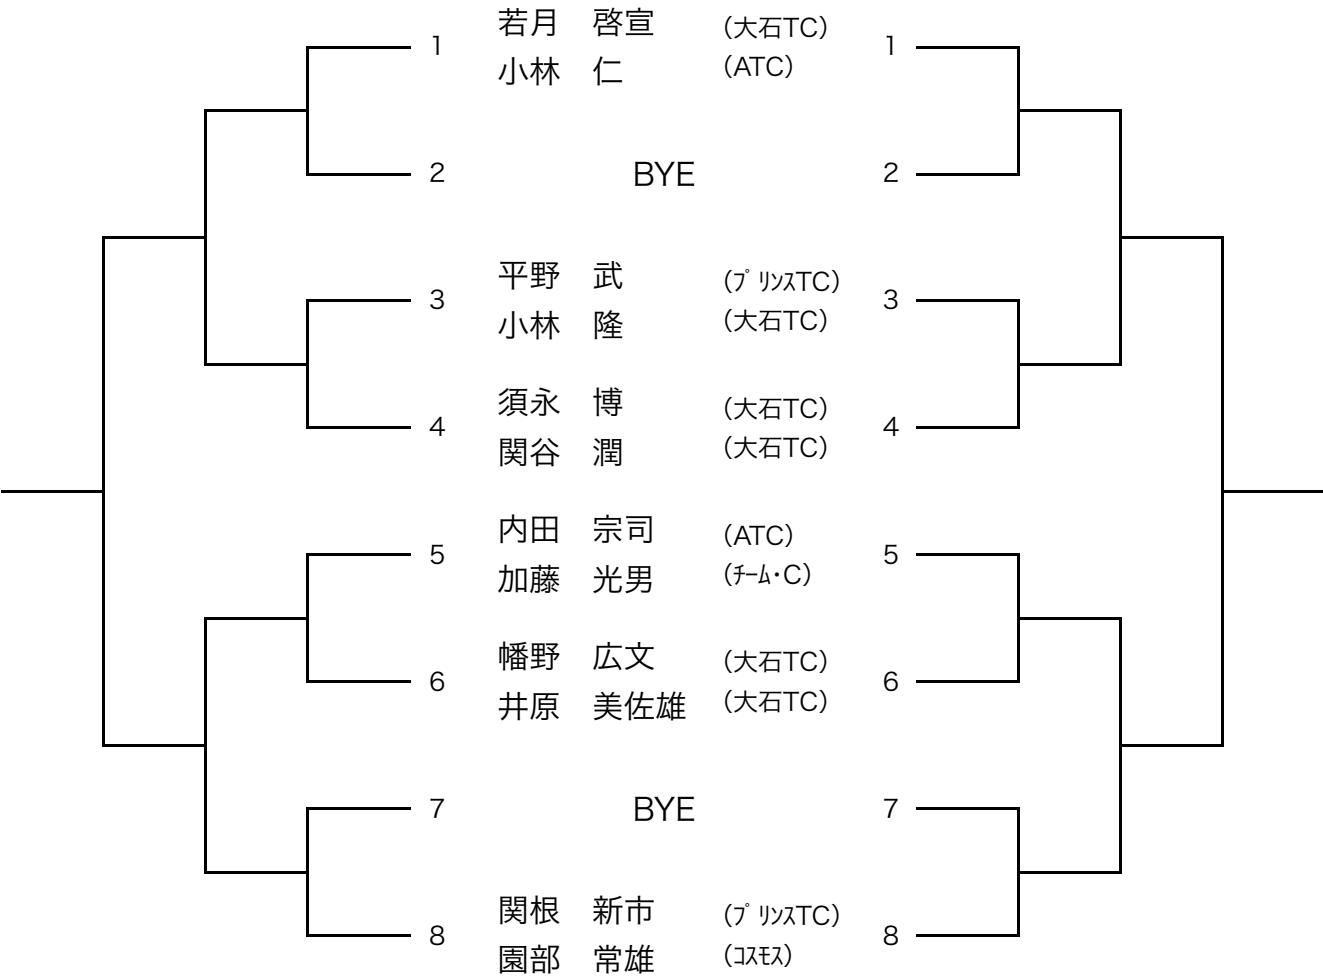 1 若月 啓宣 (大石TC) 1
小林 仁 (ATC)
2 BYE 2
平野 武 (プリンスTC)
3 3
小林 隆 (大石TC)
須永 博 (大石TC)
4 4
関谷 潤 (大石TC)
内田 宗司 (ATC)
5 5
加藤 光男 (チーム・C)
幡野 広文 (大石TC)
6 6
井原 美佐雄 (大石TC)
7 BYE 7
関根 新市 (プリンスTC)
8 8
園部 常雄 (コスモス)